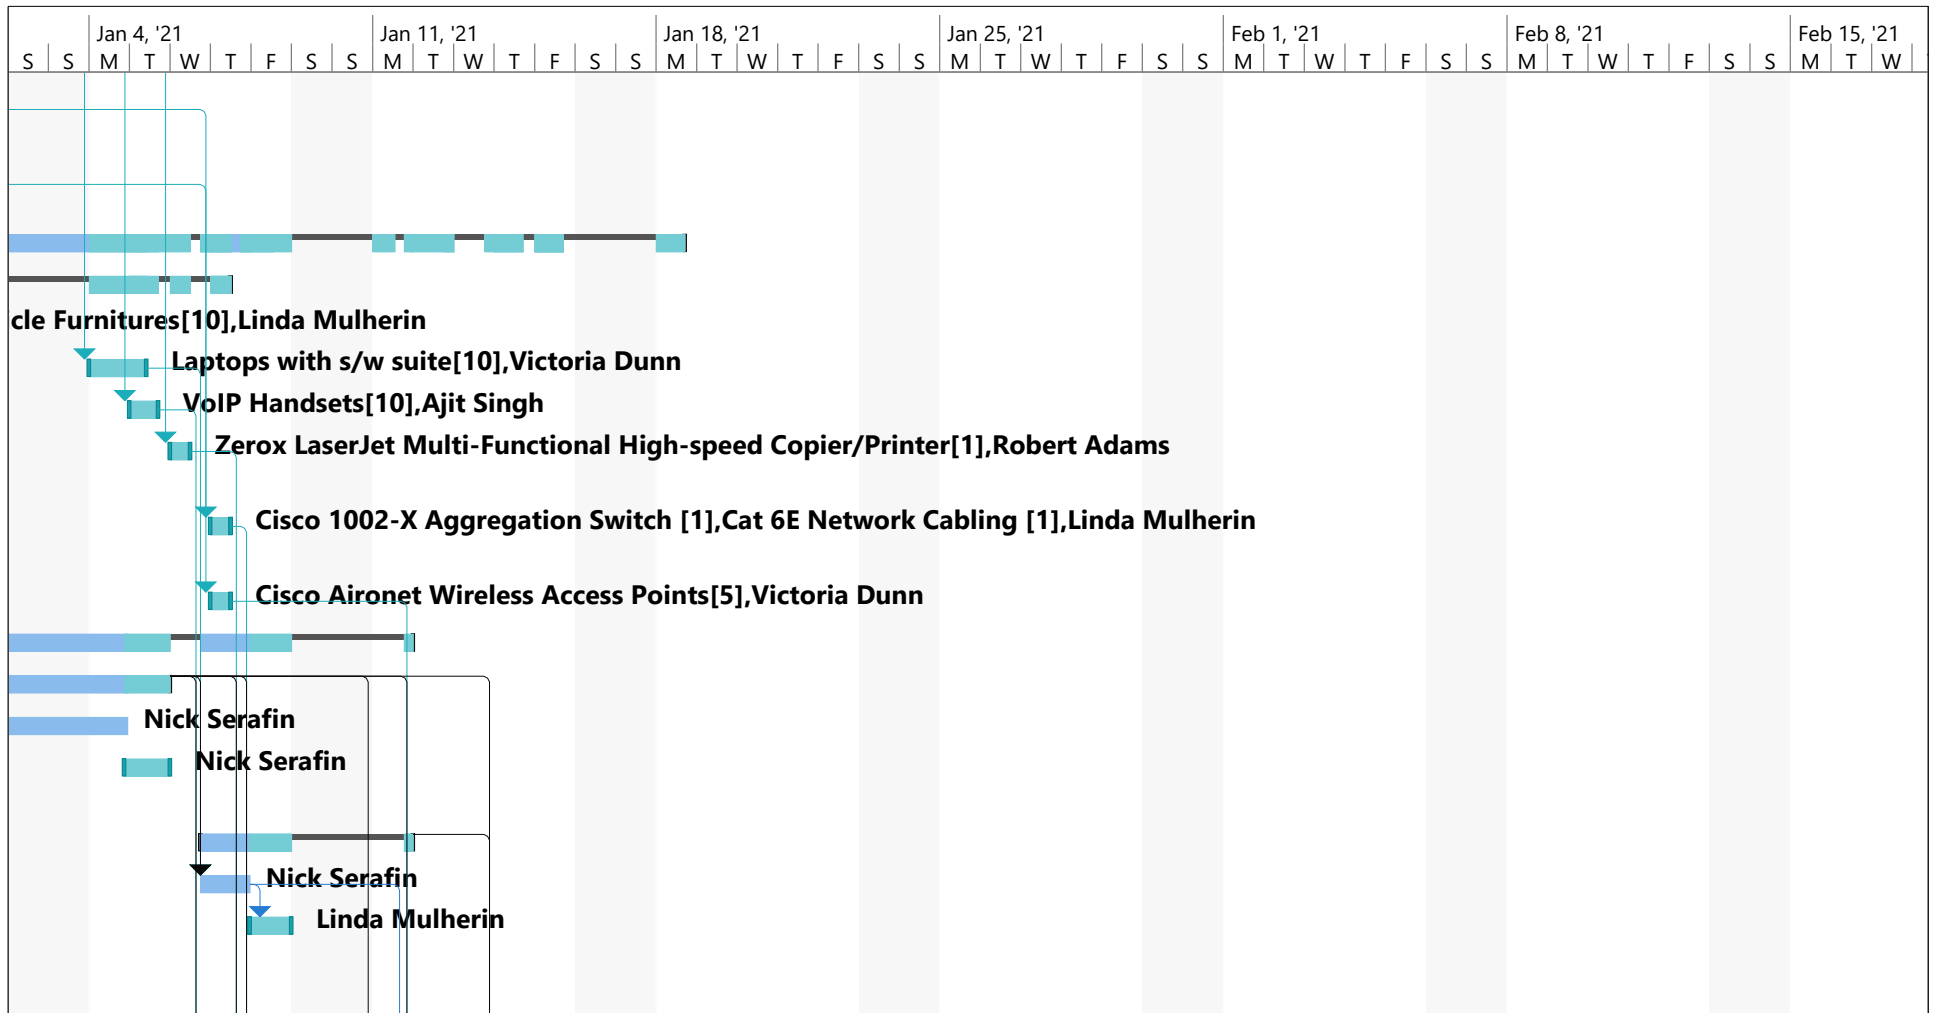 Jan 4, '21 Jan 11, '21 Jan 18, '21 Jan 25, '21 Feb 1, '21 Feb 8, '21 Feb 15, '21
S S M T W T F S S M T W T F S S M T W T F S S M T W T F S S M T W T F S S M T W T F S S M T W
cle Furnitures[10],Linda Mulherin
Laptops with s/w suite[10],Victoria Dunn
VoIP Handsets[10],Ajit Singh
Zerox LaserJet Multi-Functional High-speed Copier/Printer[1],Robert Adams
Cisco 1002-X Aggregation Switch [1],Cat 6E Network Cabling [1],Linda Mulherin
Cisco Aironet Wireless Access Points[5],Victoria Dunn
Nick Serafin
Nick Serafin
Nick Serafin
Linda Mulherin